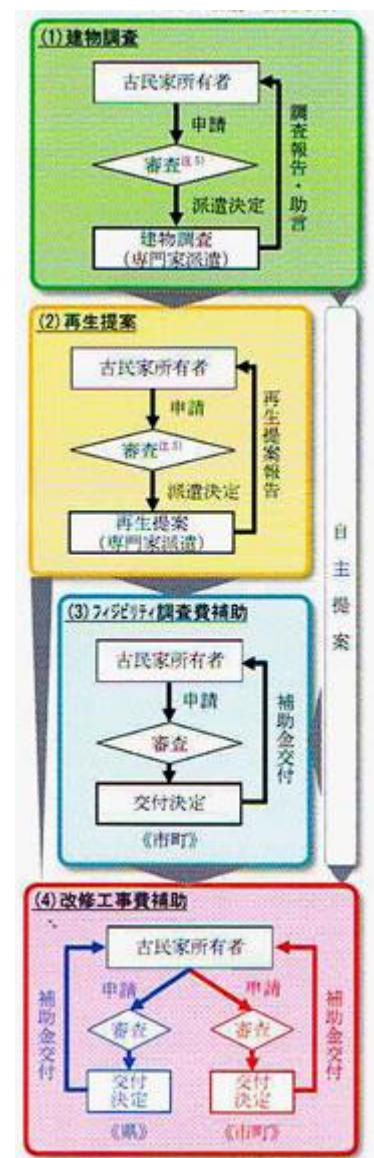 (1)建物調査
古民家所有者
申請
審査注5)
派遣決定
建物調査
(専門家派遣)
調査報告・助言
(2)再生提案
古民家所有者
申請
審査注5)
派遣決定
再生提案
(専門家派遣)
再生提案報告
自主提案
(3)フィジビリティ調査費補助
古民家所有者
申請
審査
交付決定
《市町》
補助金交付
(4)改修工事費補助
古民家所有者
申請
申請
審査
審査
交付
決定
交付
決定
《県》
《市町》
補助金交付
補助金交付